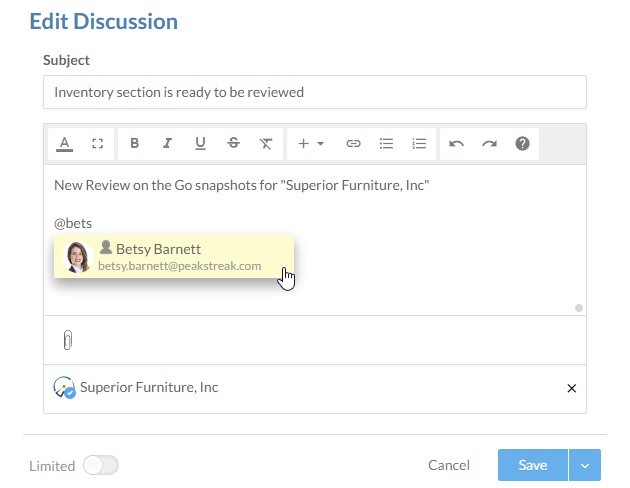 Edit Discussion
Subject
Inventory section is ready to be reviewed
A B I U S
New Review on the Go snapshots for "Superior Furniture, Inc"
@bets
Betsy Barnett
betsy.barnett@peakstreak.com
Superior Furniture, Inc
Limited Cancel Save